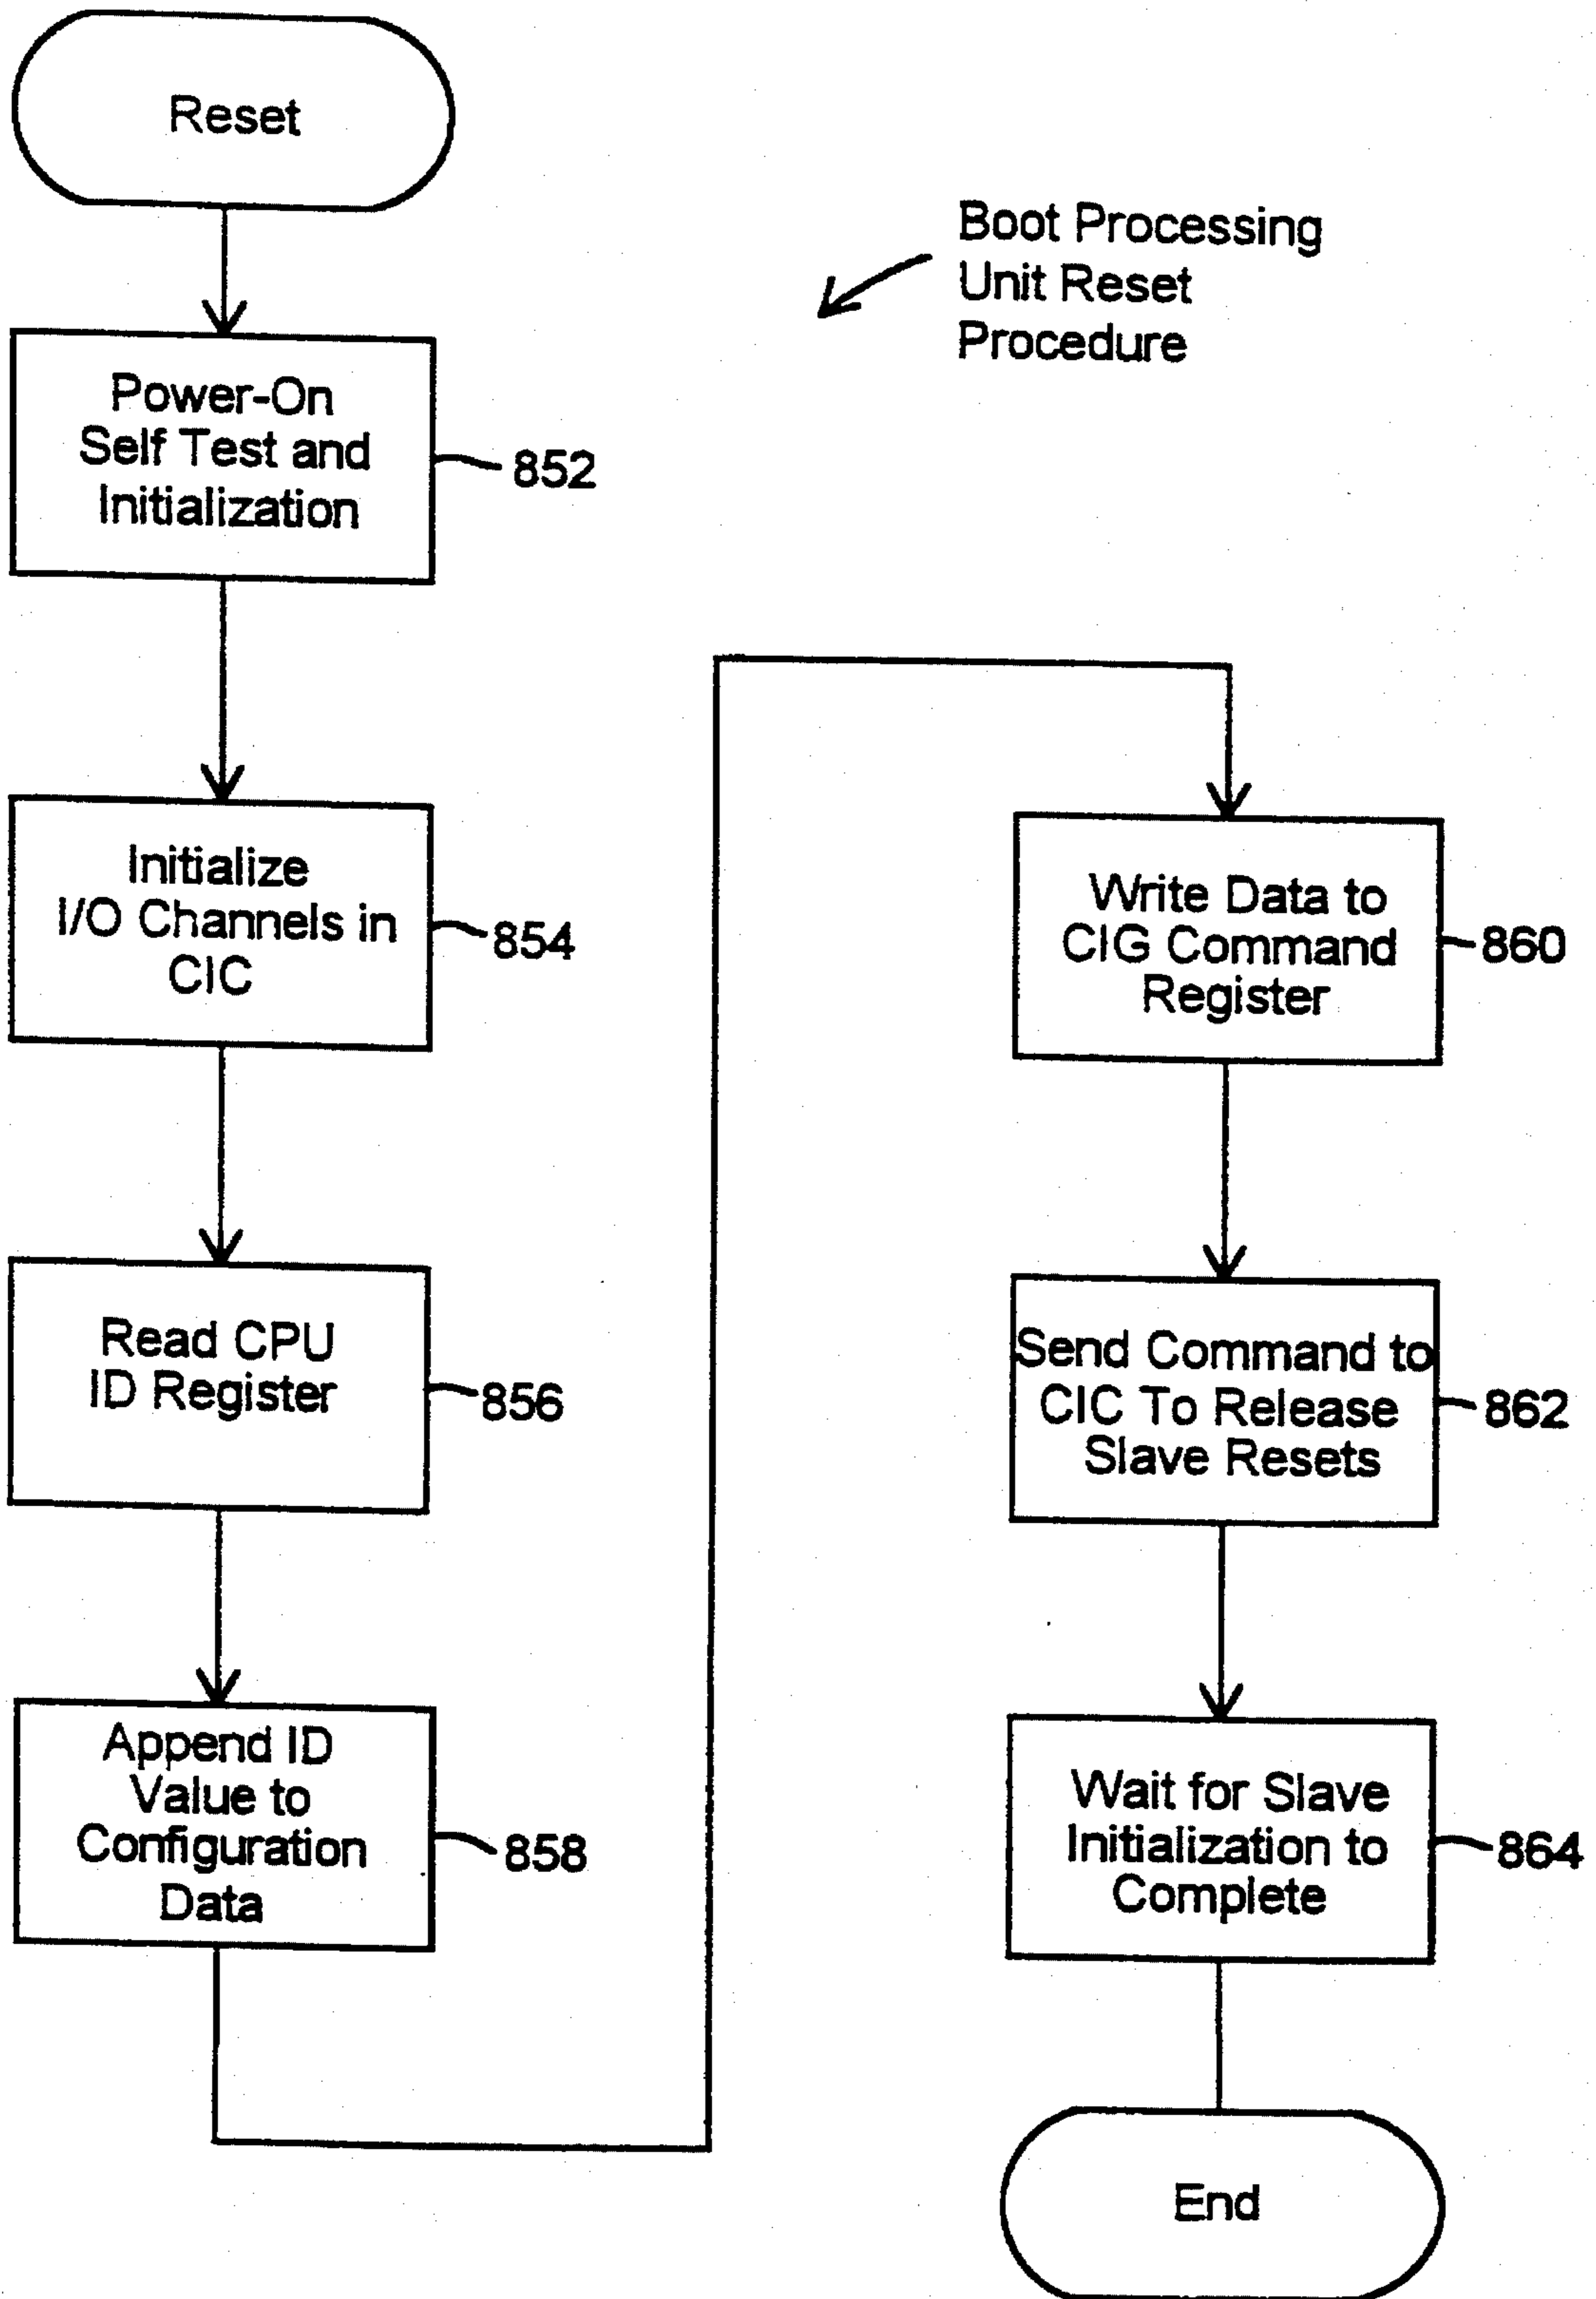 Reset
Boot Processing
Unit Reset
Procedure
Power-On
Self Test and
Initialization
852
Initialize
I/O Channels in
CIC
854
Read CPU
ID Register
856
Append ID
Value to
Configuration
Data
858
Write Data to
CIG Command
Register
860
Send Command to
CIC To Release
Slave Resets
862
Wait for Slave
Initialization to
Complete
864
End